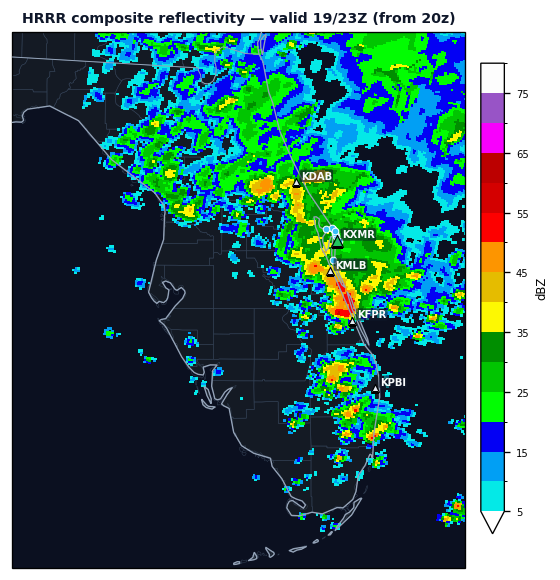 HRRR composite reflectivity — valid 19/23Z (from 20z)
KDAB
KXMR
KMLB
KFPR
KPBI
75
65
55
45
35
25
15
5
dBZ